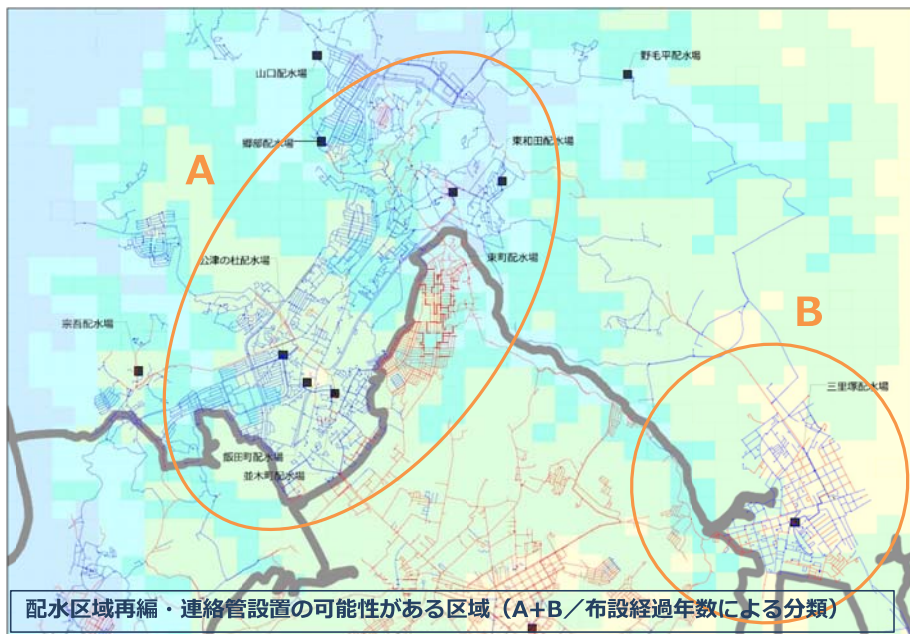 山口配水場
野毛平配水場
郷部配水場
東和田配水場
A
公津の杜配水場
東町配水場
宗吾配水場
B
三里塚配水場
飯田町配水場
並木町配水場
配水区域再編・連絡管設置の可能性がある区域（A+B／布設経過年数による分類）